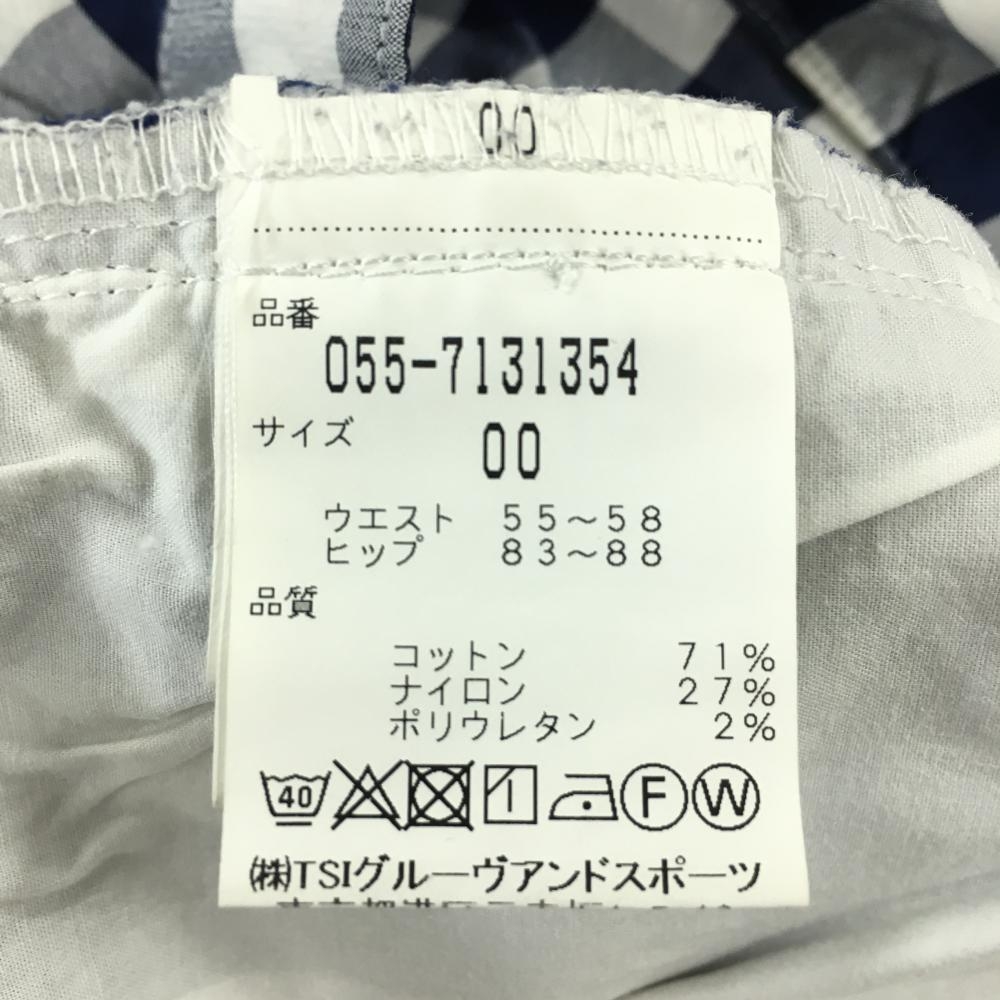 00
品番
055-7131354
サイズ
00
ウエスト 55～58
ヒップ 83～88
品質
コットン 71%
ナイロン 27%
ポリウレタン 2%
40 F W
㈱TSIグルーヴアンドスポーツ